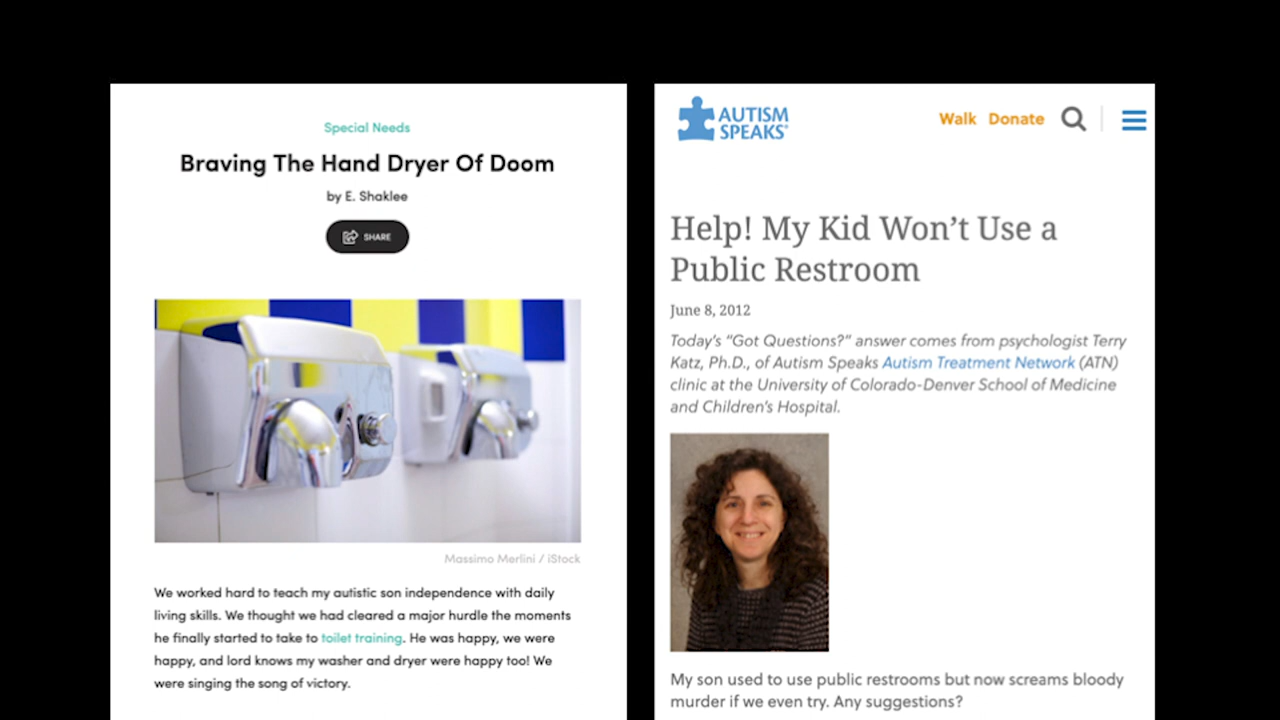 Special Needs
Braving The Hand Dryer Of Doom
by E. Shaklee
SHARE
Massimo Merlini / iStock
We worked hard to teach my autistic son independence with daily
living skills. We thought we had cleared a major hurdle the moments
he finally started to take to toilet training. He was happy, we were
happy, and lord knows my washer and dryer were happy too! We
were singing the song of victory.
AUTISM
SPEAKS®
Walk Donate
Help! My Kid Won’t Use a
Public Restroom
June 8, 2012
Today’s “Got Questions?” answer comes from psychologist Terry
Katz, Ph.D., of Autism Speaks Autism Treatment Network (ATN)
clinic at the University of Colorado-Denver School of Medicine
and Children’s Hospital.
My son used to use public restrooms but now screams bloody
murder if we even try. Any suggestions?